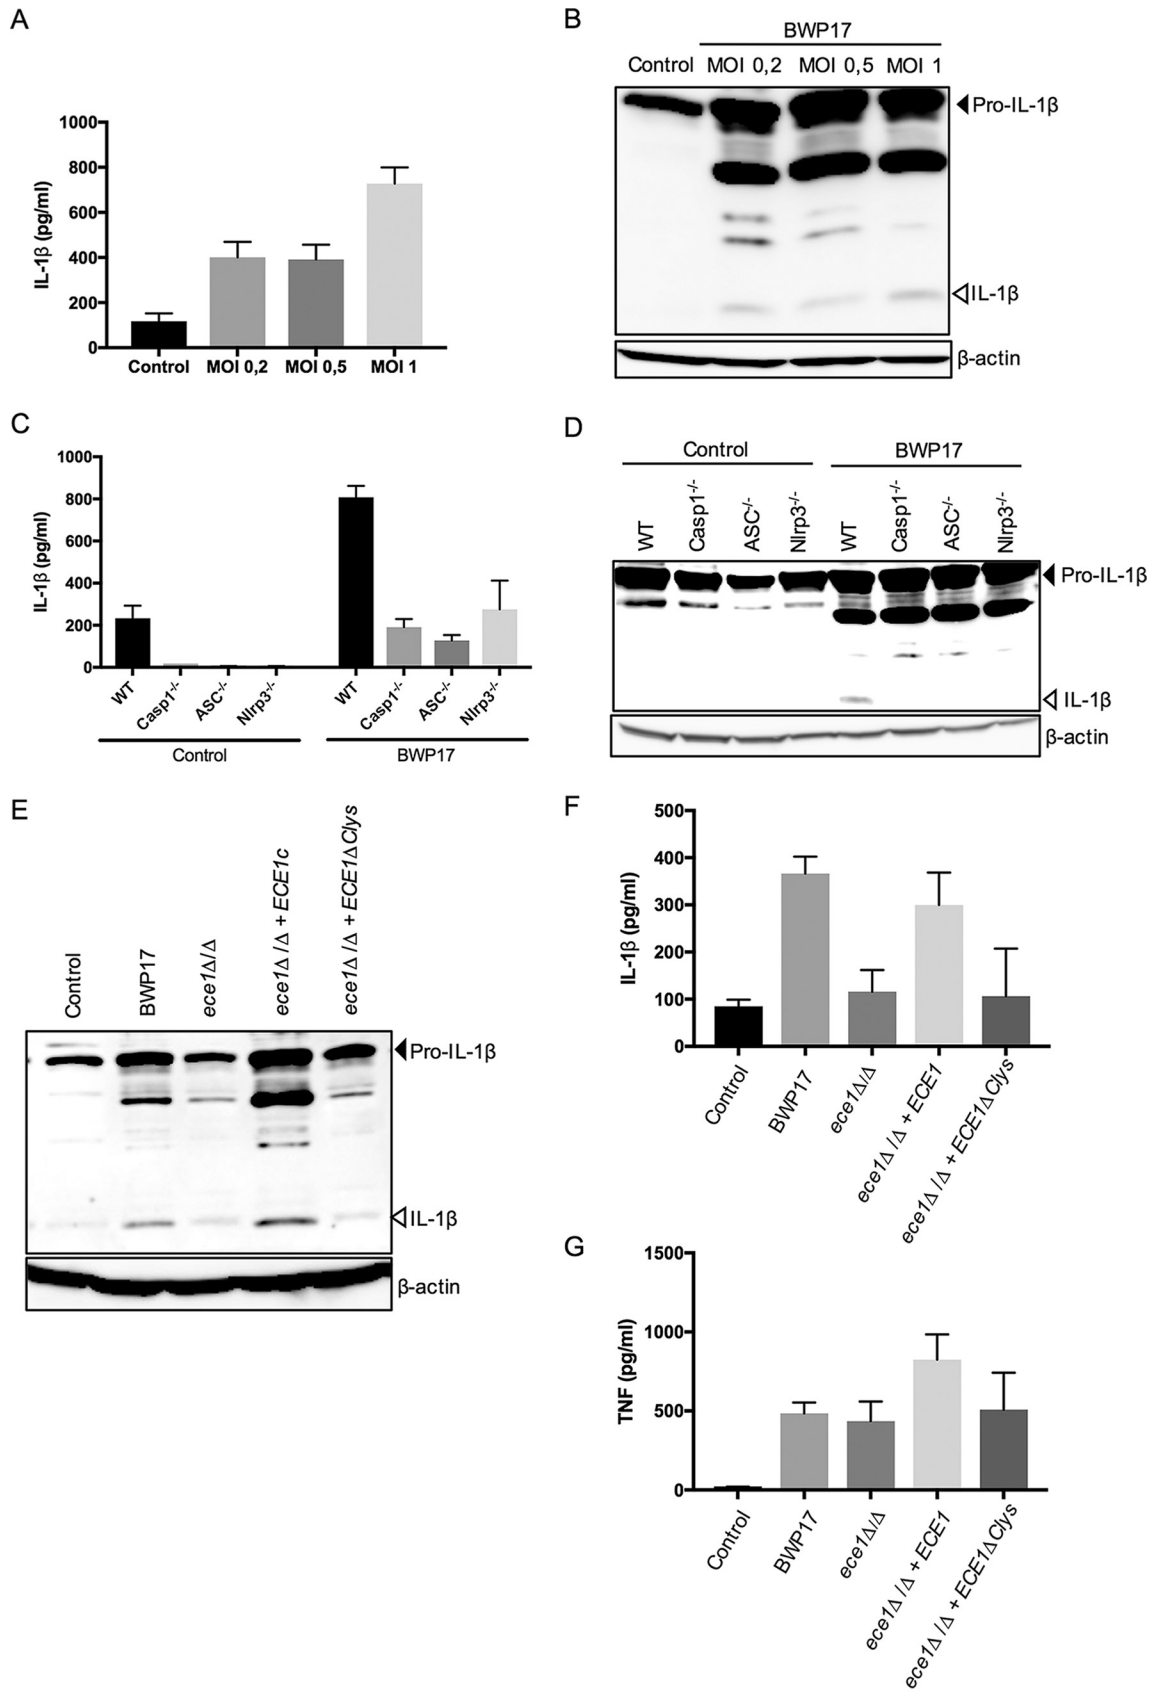 A
1000
800
600
400
200
0
IL-1β (pg/ml)
Control MOI 0,2 MOI 0,5 MOI 1
B
BWP17
Control MOI 0,2 MOI 0,5 MOI 1
Pro-IL-1β
IL-1β
β-actin
C
1000
800
600
400
200
0
IL-1β (pg/ml)
WT Casp1-/- ASC-/- Nlrp3-/- WT Casp1-/- ASC-/- Nlrp3-/-
Control BWP17
D
Control BWP17
WT Casp1-/- ASC-/- Nlrp3-/- WT Casp1-/- ASC-/- Nlrp3-/-
Pro-IL-1β
IL-1β
β-actin
E
Control
BWP17
ece1Δ/Δ
ece1Δ/Δ + ECE1c
ece1Δ/Δ + ECE1ΔClys
Pro-IL-1β
IL-1β
β-actin
F
500
400
300
200
100
0
IL-1β (pg/ml)
Control
BWP17
ece1Δ/Δ
ece1Δ/Δ + ECE1
ece1Δ/Δ + ECE1ΔClys
G
1500
1000
500
0
TNF (pg/ml)
Control
BWP17
ece1Δ/Δ
ece1Δ/Δ + ECE1
ece1Δ/Δ + ECE1ΔClys